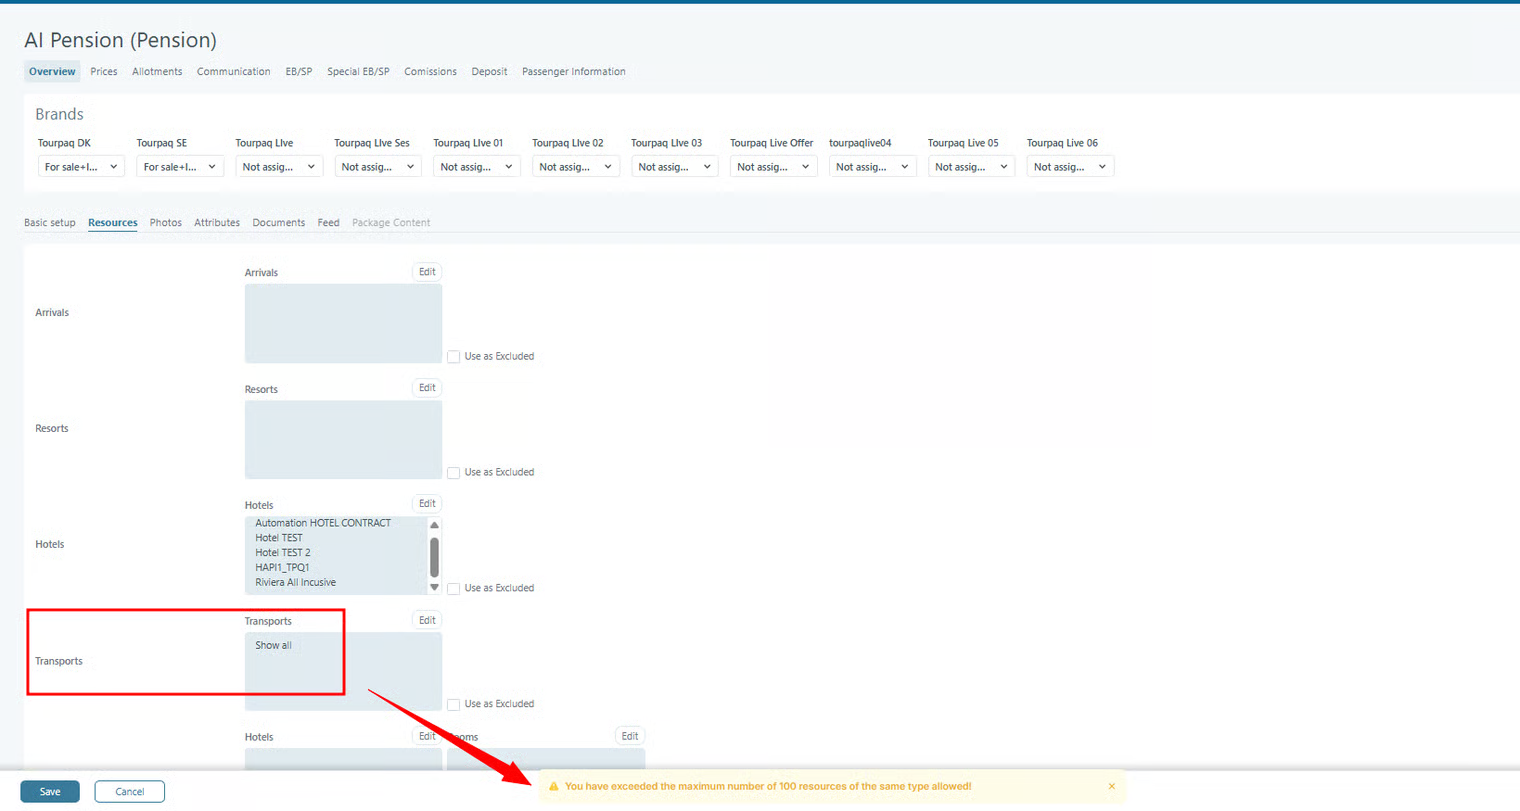 AI Pension (Pension)
Overview Prices Allotments Communication EB/SP Special EB/SP Comissions Deposit Passenger Information
Brands
Tourpaq DK Tourpaq SE Tourpaq LIve Tourpaq LIve Ses Tourpaq LIve 01 Tourpaq LIve 02 Tourpaq LIve 03 Tourpaq Live Offer tourpaqlive04 Tourpaq Live 05 Tourpaq Live 06
For sale+I... For sale+I... Not assig... Not assig... Not assig... Not assig... Not assig... Not assig... Not assig... Not assig... Not assig...
Basic setup Resources Photos Attributes Documents Feed Package Content
Arrivals Edit
Arrivals
Use as Excluded
Resorts Edit
Resorts
Use as Excluded
Hotels Edit
Automation HOTEL CONTRACT
Hotel TEST
Hotels
Hotel TEST 2
HAPI1_TPQ1
Riviera All Incusive
Use as Excluded
Transports Edit
Show all
Transports
Use as Excluded
Hotels Edit Edit
Save Cancel
You have exceeded the maximum number of 100 resources of the same type allowed!